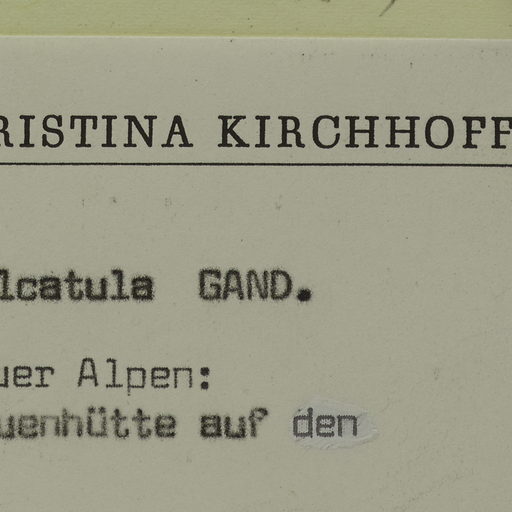 RISTINA KIRCHHOFF
lcatula GAND.
uer Alpen:
uenhütte auf den